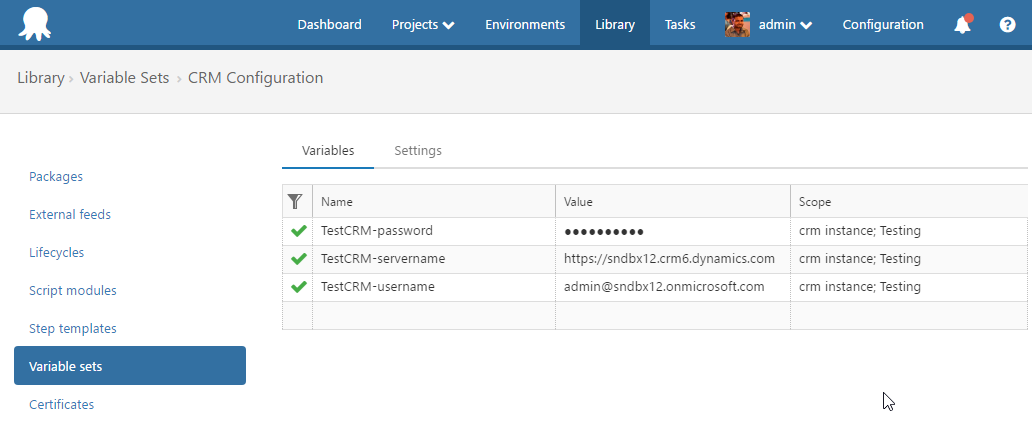 Dashboard Projects Environments Library Tasks admin Configuration ?
Library › Variable Sets › CRM Configuration
Variables Settings
Packages
External feeds
Lifecycles
Script modules
Step templates
Variable sets
Certificates
Name Value Scope
TestCRM-password ●●●●●●●●●● crm instance; Testing
TestCRM-servername https://sndbx12.crm6.dynamics.com crm instance; Testing
TestCRM-username admin@sndbx12.onmicrosoft.com crm instance; Testing